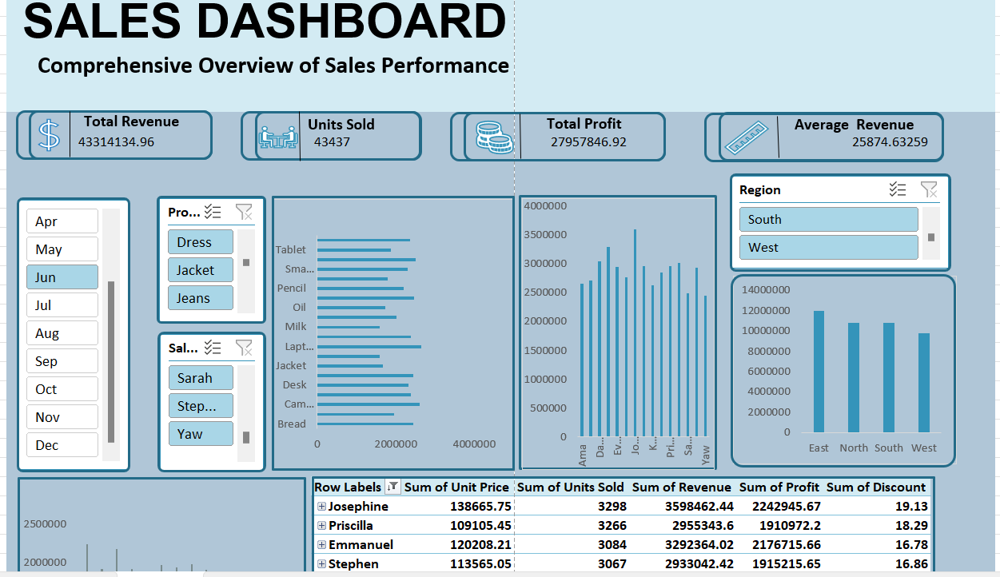 SALES DASHBOARD
Comprehensive Overview of Sales Performance
Total Revenue
43314134.96
Units Sold
43437
Total Profit
27957846.92
Average Revenue
25874.63259
Apr
May
Jun
Jul
Aug
Sep
Oct
Nov
Dec
Pro...
Dress
Jacket
Jeans
Sal...
Sarah
Step...
Yaw
Tablet
Sma...
Pencil
Oil
Milk
Lapt...
Jacket
Desk
Cam...
Bread
0 2000000 4000000
4000000
3500000
3000000
2500000
2000000
1500000
1000000
500000
0
Ama Da... Ev... Jo... K... Pri... Sa... Yaw
Region
South
West
14000000
12000000
10000000
8000000
6000000
4000000
2000000
0
East North South West
2500000
2000000
Row Labels Sum of Unit Price Sum of Units Sold Sum of Revenue Sum of Profit Sum of Discount
Josephine 138665.75 3298 3598462.44 2242945.67 19.13
Priscilla 109105.45 3266 2955343.6 1910972.2 18.29
Emmanuel 120208.21 3084 3292364.02 2176715.66 16.78
Stephen 113565.05 3067 2933042.42 1915215.65 16.86